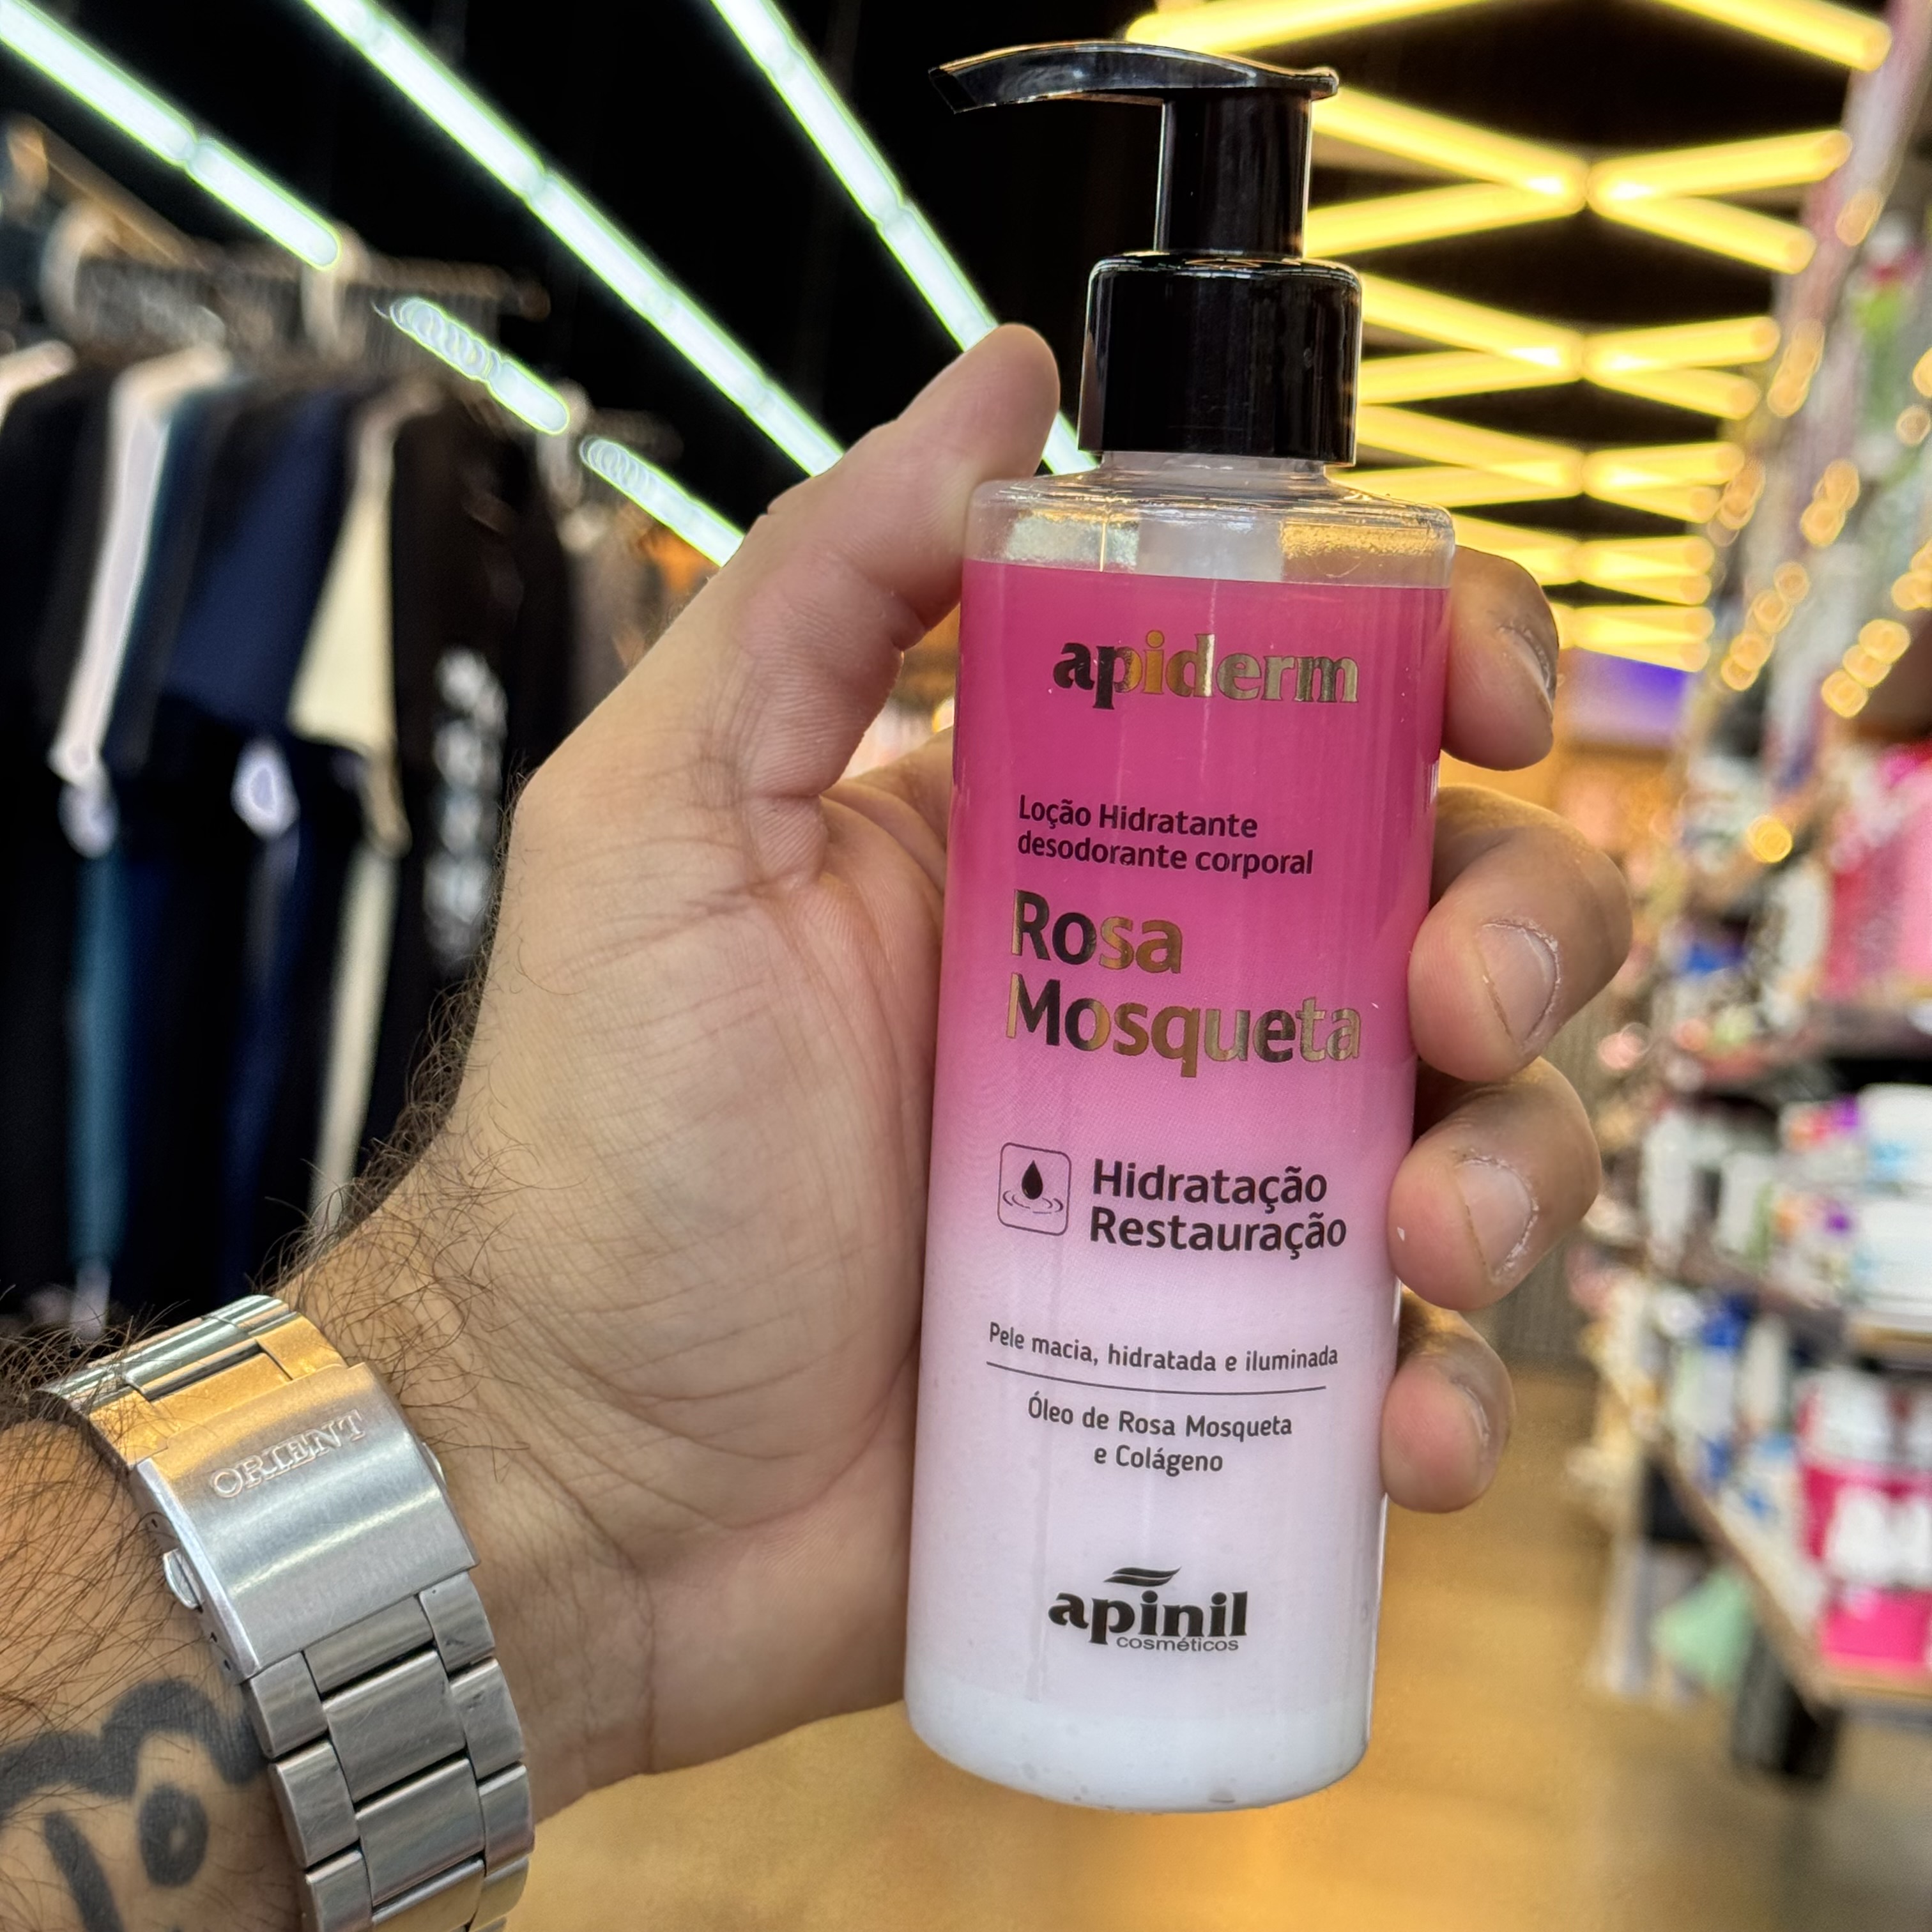 apiderm
Loção Hidratante
desodorante corporal
Rosa
Mosqueta
Hidratação
Restauração
Pele macia, hidratada e iluminada
Óleo de Rosa Mosqueta
e Colágeno
apinil
cosméticos
ORIENT